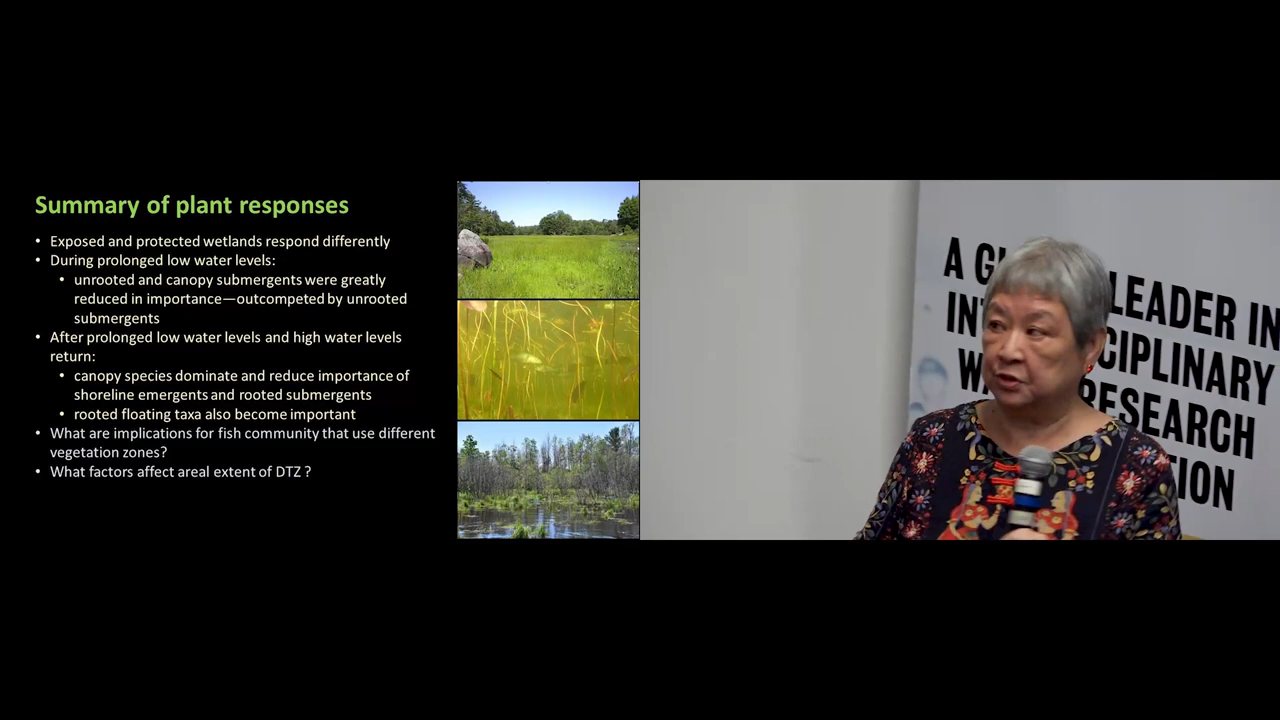 Summary of plant responses
• Exposed and protected wetlands respond differently
• During prolonged low water levels:
• unrooted and canopy submergents were greatly
reduced in importance—outcompeted by unrooted
submergents
• After prolonged low water levels and high water levels
return:
• canopy species dominate and reduce importance of
shoreline emergents and rooted submergents
• rooted floating taxa also become important
• What are implications for fish community that use different
vegetation zones?
• What factors affect areal extent of DTZ ?
A G LEADER IN
IN CIPLINARY
W RESEARCH
TION